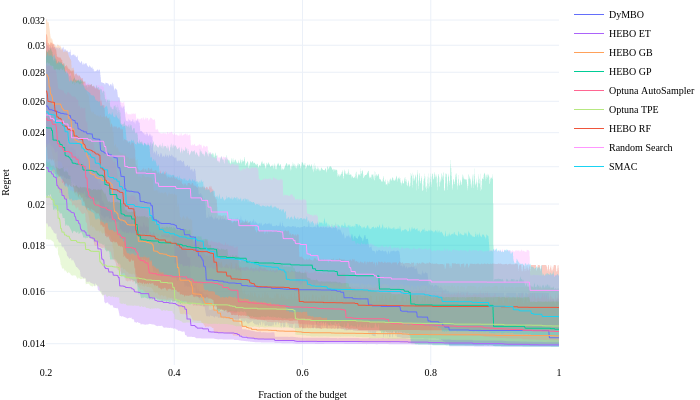 0.032
0.03
0.028
0.026
0.024
0.022
0.02
0.018
0.016
0.014
Regret
0.2
0.4
0.6
0.8
1
Fraction of the budget
DyMBO
HEBO ET
HEBO GB
HEBO GP
Optuna AutoSampler
Optuna TPE
HEBO RF
Random Search
SMAC